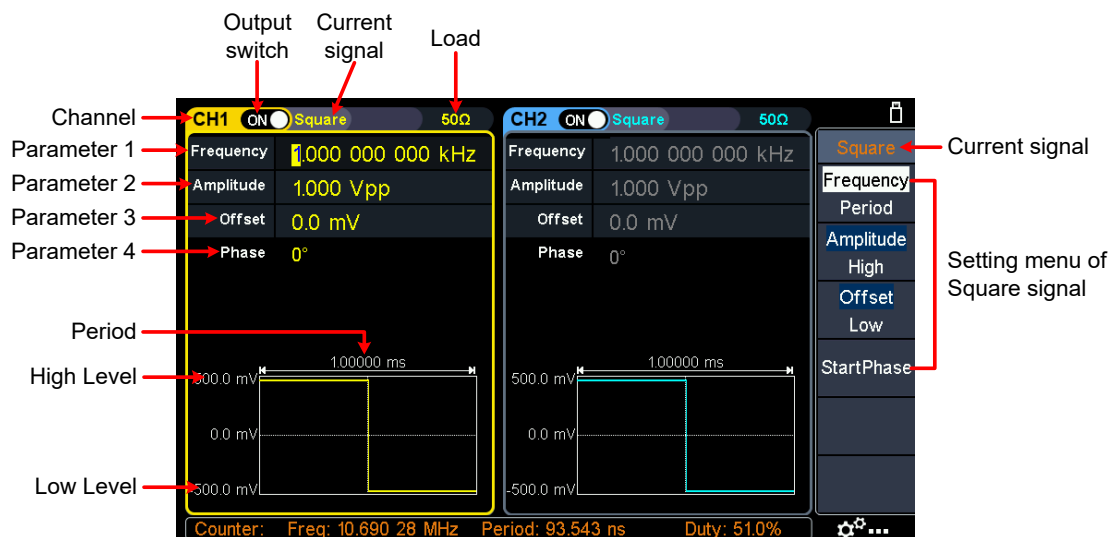 Output switch
Current signal
Load
Channel
Parameter 1
Parameter 2
Parameter 3
Parameter 4
Period
High Level
Low Level
CH1 ON Square 50Ω
Frequency 1.000 000 000 kHz
Amplitude 1.000 Vpp
Offset 0.0 mV
Phase 0°
1.00000 ms
500.0 mV
0.0 mV
-500.0 mV
CH2 ON Square 50Ω
Frequency 1.000 000 000 kHz
Amplitude 1.000 Vpp
Offset 0.0 mV
Phase 0°
1.00000 ms
500.0 mV
0.0 mV
-500.0 mV
Square
Frequency
Period
Amplitude
High
Offset
Low
StartPhase
Current signal
Setting menu of
Square signal
Counter: Freq: 10.690 28 MHz Period: 93.543 ns Duty: 51.0%